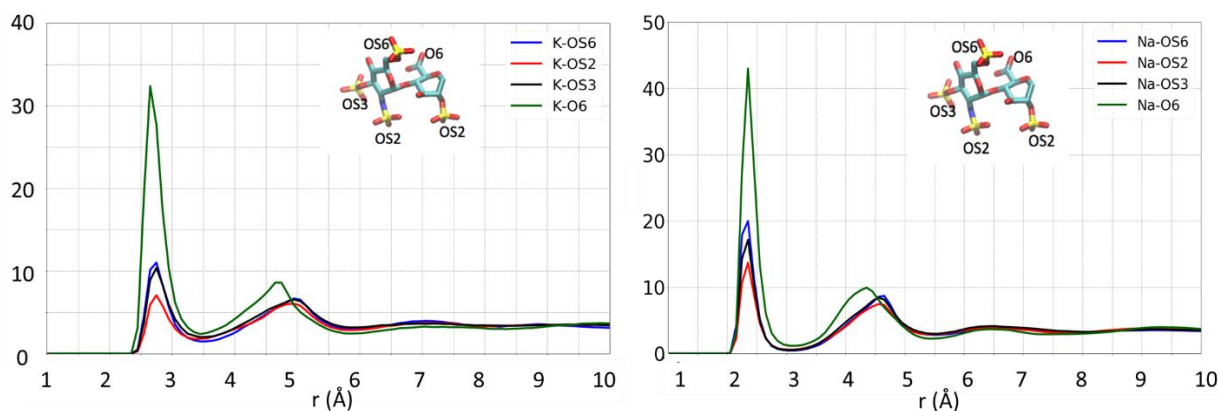 40
30
20
10
0
1 2 3 4 5 6 7 8 9 10
r (Å)
OS6
O6
OS3
OS2
OS2
K-OS6
K-OS2
K-OS3
K-O6
50
40
30
20
10
0
1 2 3 4 5 6 7 8 9 10
r (Å)
OS6
O6
OS3
OS2
OS2
Na-OS6
Na-OS2
Na-OS3
Na-O6